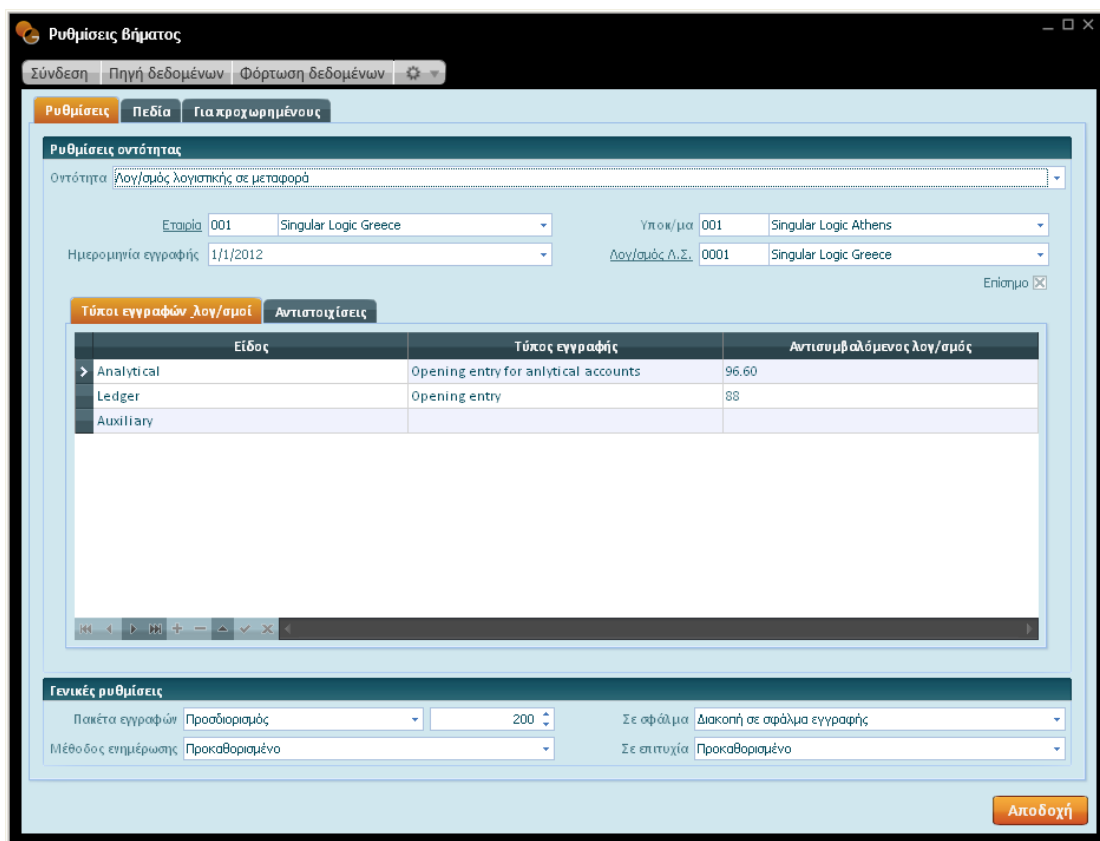 Ρυθμίσεις βήματος
Σύνδεση Πηγή δεδομένων Φόρτωση δεδομένων
Ρυθμίσεις Πεδία Για προχωρημένους
Ρυθμίσεις οντότητας
Οντότητα Λογ/σμός λογιστικής σε μεταφορά
Εταιρία 001 Singular Logic Greece Υποκ/μα 001 Singular Logic Athens
Ημερομηνία εγγραφής 1/1/2012 Λογ/σμός Λ.Σ. 0001 Singular Logic Greece
Επίσημο
Τύποι εγγραφών _λογ/σμοί Αντιστοιχίσεις
Είδος Τύπος εγγραφής Αντισυμβαλόμενος λογ/σμός
Analytical Opening entry for anlytical accounts 96.60
Ledger Opening entry 88
Auxiliary
Γενικές ρυθμίσεις
Πακέτα εγγραφών Προσδιορισμός 200 Σε σφάλμα Διακοπή σε σφάλμα εγγραφής
Μέθοδος ενημέρωσης Προκαθορισμένο Σε επιτυχία Προκαθορισμένο
Αποδοχή